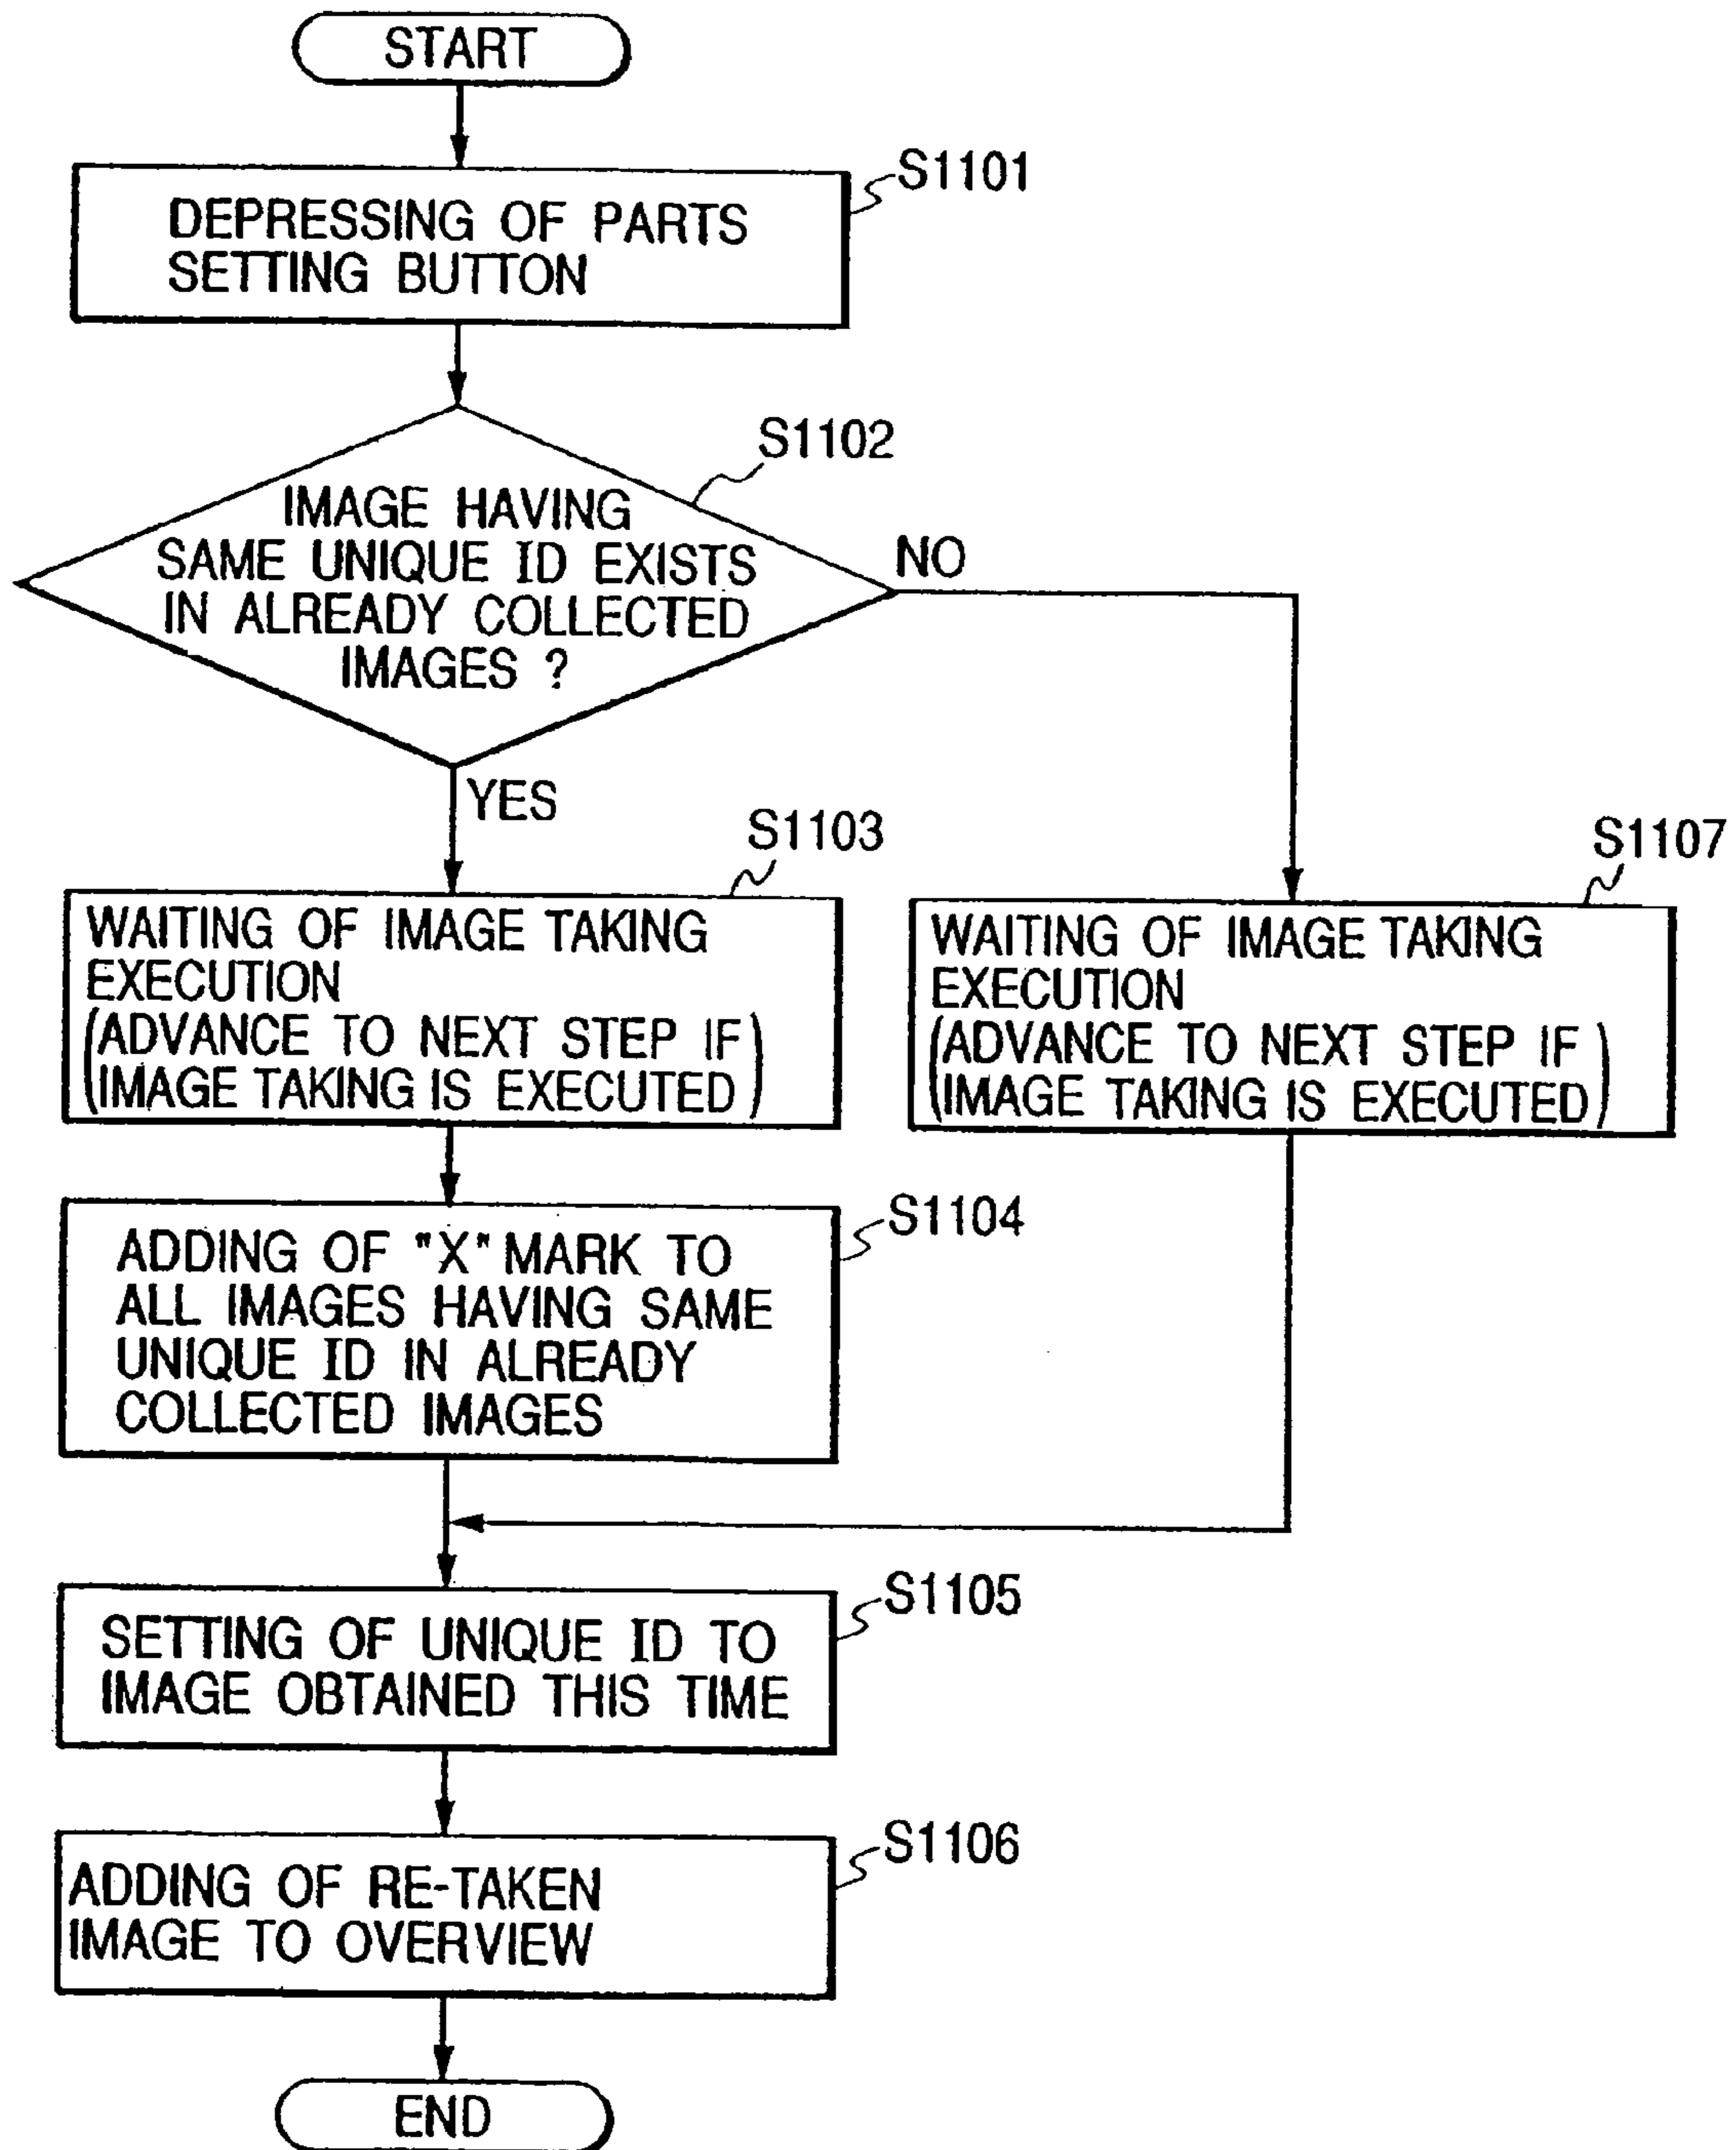 START
S1101
DEPRESSING OF PARTS
SETTING BUTTON
S1102
IMAGE HAVING
SAME UNIQUE ID EXISTS
IN ALREADY COLLECTED
IMAGES ?
NO
YES
S1103
WAITING OF IMAGE TAKING
EXECUTION
(ADVANCE TO NEXT STEP IF
IMAGE TAKING IS EXECUTED)
S1107
WAITING OF IMAGE TAKING
EXECUTION
(ADVANCE TO NEXT STEP IF
IMAGE TAKING IS EXECUTED)
S1104
ADDING OF "X" MARK TO
ALL IMAGES HAVING SAME
UNIQUE ID IN ALREADY
COLLECTED IMAGES
S1105
SETTING OF UNIQUE ID TO
IMAGE OBTAINED THIS TIME
S1106
ADDING OF RE-TAKEN
IMAGE TO OVERVIEW
END